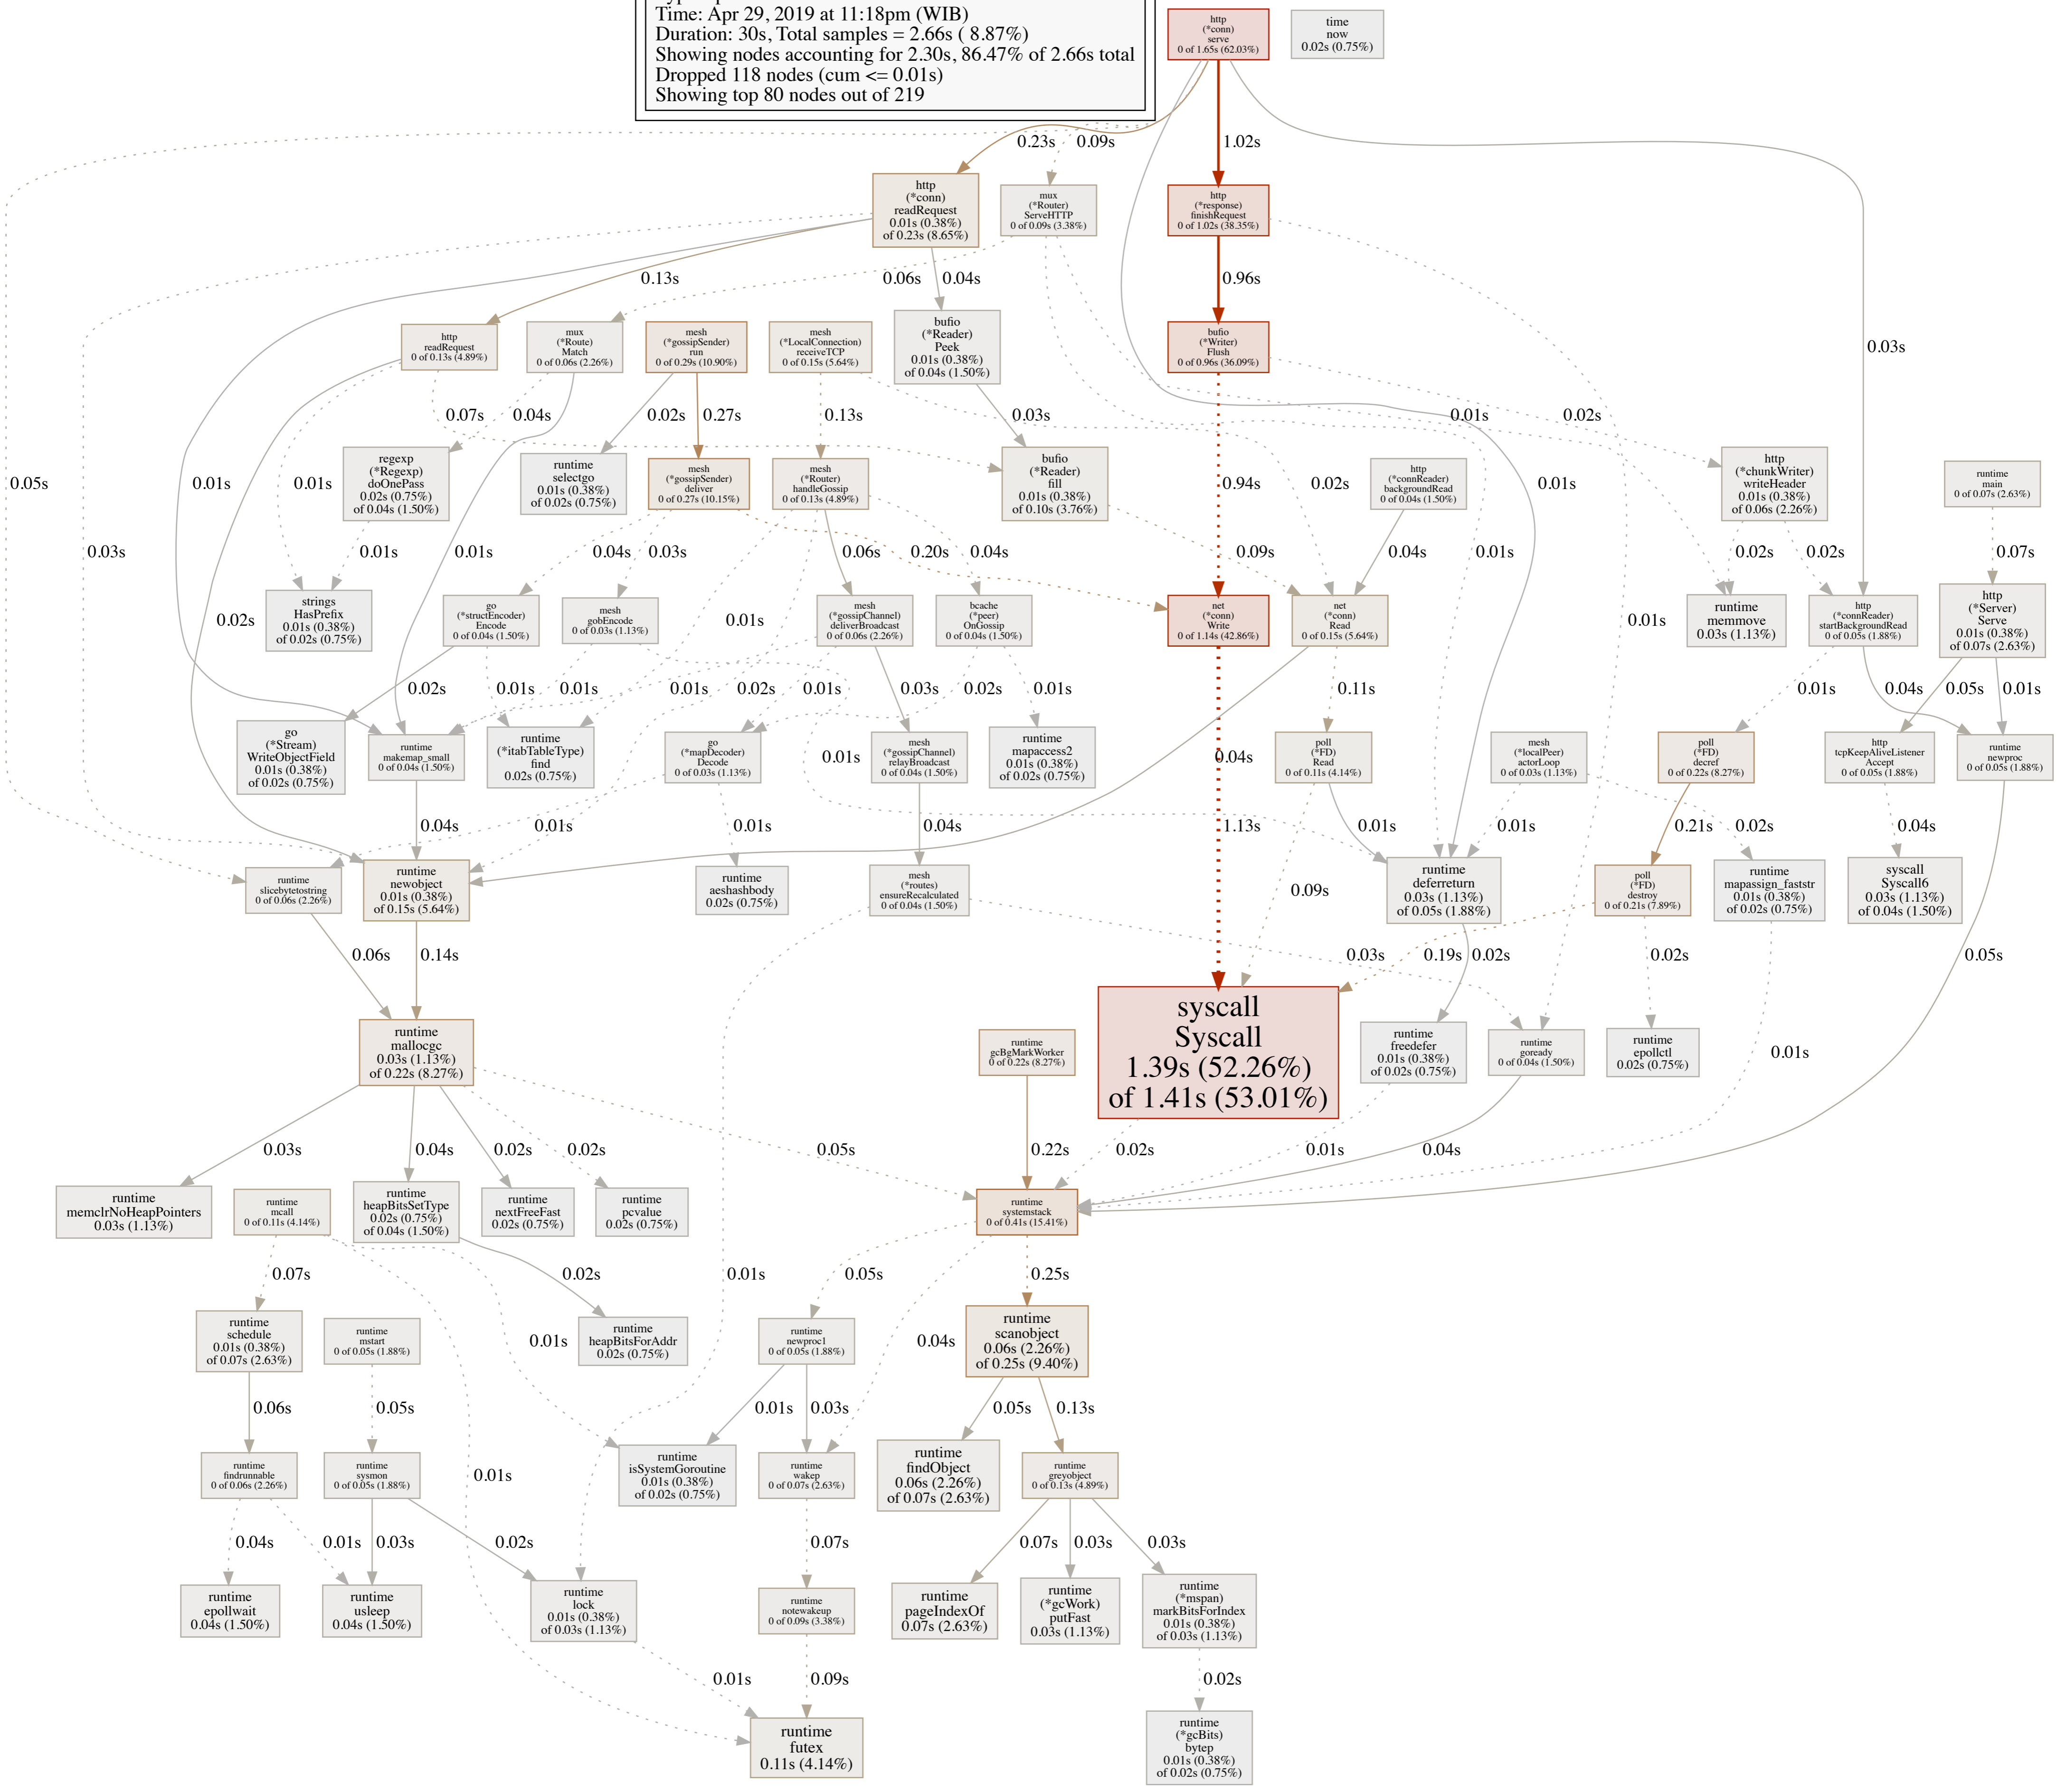 Time: Apr 29, 2019 at 11:18pm (WIB)
Duration: 30s, Total samples = 2.66s ( 8.87%)
Showing nodes accounting for 2.30s, 86.47% of 2.66s total
Dropped 118 nodes (cum <= 0.01s)
Showing top 80 nodes out of 219
http
(*conn)
serve
0 of 1.65s (62.03%)
time
now
0.02s (0.75%)
0.23s
0.09s
1.02s
http
(*conn)
readRequest
0.01s (0.38%)
of 0.23s (8.65%)
mux
(*Router)
ServeHTTP
0 of 0.09s (3.38%)
http
(*response)
finishRequest
0 of 1.02s (38.35%)
0.13s
0.06s
0.04s
0.96s
http
readRequest
0 of 0.13s (4.89%)
mux
(*Route)
Match
0 of 0.06s (2.26%)
mesh
(*gossipSender)
run
0 of 0.29s (10.90%)
mesh
(*LocalConnection)
receiveTCP
0 of 0.15s (5.64%)
bufio
(*Reader)
Peek
0.01s (0.38%)
of 0.04s (1.50%)
bufio
(*Writer)
Flush
0 of 0.96s (36.09%)
0.03s
0.07s
0.04s
0.02s
0.27s
0.13s
0.03s
0.01s
0.02s
0.05s
0.01s
0.01s
regexp
(*Regexp)
doOnePass
0.02s (0.75%)
of 0.04s (1.50%)
runtime
selectgo
0.01s (0.38%)
of 0.02s (0.75%)
mesh
(*gossipSender)
deliver
0 of 0.27s (10.15%)
mesh
(*Router)
handleGossip
0 of 0.13s (4.89%)
bufio
(*Reader)
fill
0.01s (0.38%)
of 0.10s (3.76%)
0.94s
0.02s
http
(*connReader)
backgroundRead
0 of 0.04s (1.50%)
0.01s
http
(*chunkWriter)
writeHeader
0.01s (0.38%)
of 0.06s (2.26%)
runtime
main
0 of 0.07s (2.63%)
0.03s
0.01s
0.01s
0.04s
0.03s
0.06s
0.20s
0.04s
0.09s
0.04s
0.01s
0.02s
0.02s
0.07s
0.02s
strings
HasPrefix
0.01s (0.38%)
of 0.02s (0.75%)
go
(*structEncoder)
Encode
0 of 0.04s (1.50%)
mesh
gobEncode
0 of 0.03s (1.13%)
0.01s
mesh
(*gossipChannel)
deliverBroadcast
0 of 0.06s (2.26%)
bcache
(*peer)
OnGossip
0 of 0.04s (1.50%)
net
(*conn)
Write
0 of 1.14s (42.86%)
net
(*conn)
Read
0 of 0.15s (5.64%)
0.01s
runtime
memmove
0.03s (1.13%)
http
(*connReader)
startBackgroundRead
0 of 0.05s (1.88%)
http
(*Server)
Serve
0.01s (0.38%)
of 0.07s (2.63%)
0.02s
0.01s
0.01s
0.01s
0.02s
0.01s
0.03s
0.02s
0.01s
0.11s
0.01s
0.04s
0.05s
0.01s
go
(*Stream)
WriteObjectField
0.01s (0.38%)
of 0.02s (0.75%)
runtime
makemap_small
0 of 0.04s (1.50%)
runtime
(*itabTableType)
find
0.02s (0.75%)
go
(*mapDecoder)
Decode
0 of 0.03s (1.13%)
0.01s
mesh
(*gossipChannel)
relayBroadcast
0 of 0.04s (1.50%)
runtime
mapaccess2
0.01s (0.38%)
of 0.02s (0.75%)
0.04s
poll
(*FD)
Read
0 of 0.11s (4.14%)
mesh
(*localPeer)
actorLoop
0 of 0.03s (1.13%)
poll
(*FD)
decref
0 of 0.22s (8.27%)
http
tcpKeepAliveListener
Accept
0 of 0.05s (1.88%)
runtime
newproc
0 of 0.05s (1.88%)
0.04s
0.01s
0.01s
0.04s
1.13s
0.01s
0.01s
0.21s
0.02s
0.04s
runtime
slicebytetostring
0 of 0.06s (2.26%)
runtime
newobject
0.01s (0.38%)
of 0.15s (5.64%)
runtime
aeshashbody
0.02s (0.75%)
mesh
(*routes)
ensureRecalculated
0 of 0.04s (1.50%)
0.09s
runtime
deferreturn
0.03s (1.13%)
of 0.05s (1.88%)
poll
(*FD)
destroy
0 of 0.21s (7.89%)
runtime
mapassign_faststr
0.01s (0.38%)
of 0.02s (0.75%)
syscall
Syscall6
0.03s (1.13%)
of 0.04s (1.50%)
0.06s
0.14s
0.03s
0.19s
0.02s
0.02s
0.05s
runtime
mallocgc
0.03s (1.13%)
of 0.22s (8.27%)
runtime
gcBgMarkWorker
0 of 0.22s (8.27%)
syscall
Syscall
1.39s (52.26%)
of 1.41s (53.01%)
runtime
freedefer
0.01s (0.38%)
of 0.02s (0.75%)
runtime
goready
0 of 0.04s (1.50%)
runtime
epollctl
0.02s (0.75%)
0.01s
0.03s
0.04s
0.02s
0.02s
0.05s
0.22s
0.02s
0.01s
0.04s
runtime
memclrNoHeapPointers
0.03s (1.13%)
runtime
mcall
0 of 0.11s (4.14%)
runtime
heapBitsSetType
0.02s (0.75%)
of 0.04s (1.50%)
runtime
nextFreeFast
0.02s (0.75%)
runtime
pcvalue
0.02s (0.75%)
runtime
systemstack
0 of 0.41s (15.41%)
0.07s
0.02s
0.01s
0.05s
0.25s
runtime
schedule
0.01s (0.38%)
of 0.07s (2.63%)
runtime
mstart
0 of 0.05s (1.88%)
0.01s
runtime
heapBitsForAddr
0.02s (0.75%)
runtime
newproc1
0 of 0.05s (1.88%)
0.04s
runtime
scanobject
0.06s (2.26%)
of 0.25s (9.40%)
0.06s
0.05s
0.01s
0.03s
0.05s
0.13s
runtime
findrunnable
0 of 0.06s (2.26%)
runtime
sysmon
0 of 0.05s (1.88%)
0.01s
runtime
isSystemGoroutine
0.01s (0.38%)
of 0.02s (0.75%)
runtime
wakep
0 of 0.07s (2.63%)
runtime
findObject
0.06s (2.26%)
of 0.07s (2.63%)
runtime
greyobject
0 of 0.13s (4.89%)
0.04s
0.01s
0.03s
0.02s
0.07s
0.07s
0.03s
0.03s
runtime
epollwait
0.04s (1.50%)
runtime
usleep
0.04s (1.50%)
runtime
lock
0.01s (0.38%)
of 0.03s (1.13%)
runtime
notewakeup
0 of 0.09s (3.38%)
runtime
pageIndexOf
0.07s (2.63%)
runtime
(*gcWork)
putFast
0.03s (1.13%)
runtime
(*mspan)
markBitsForIndex
0.01s (0.38%)
of 0.03s (1.13%)
0.01s
0.09s
0.02s
runtime
futex
0.11s (4.14%)
runtime
(*gcBits)
bytep
0.01s (0.38%)
of 0.02s (0.75%)